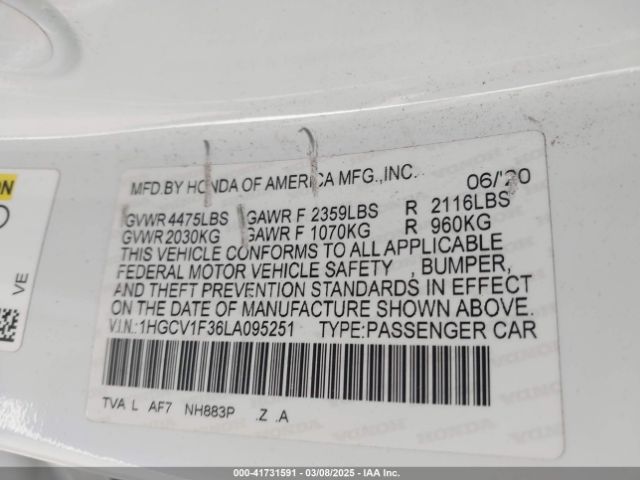 MFD.BY HONDA OF AMERICA MFG.,INC. 06/'20
GVWR 4475LBS GAWR F 2359LBS R 2116LBS
GVWR 2030KG GAWR F 1070KG R 960KG
THIS VEHICLE CONFORMS TO ALL APPLICABLE
FEDERAL MOTOR VEHICLE SAFETY , BUMPER,
AND THEFT PREVENTION STANDARDS IN EFFECT
ON THE DATE OF MANUFACTURE SHOWN ABOVE.
V.I.N.:1HGCV1F36LA095251 TYPE:PASSENGER CAR
TVA L AF7 NH883P .Z .A
VE
000-41731591 - 03/08/2025 - IAA Inc.